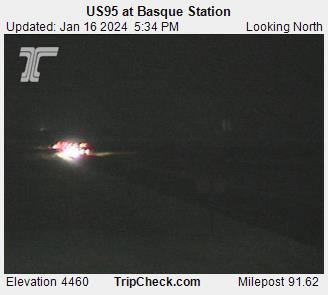 US95 at Basque Station
Updated: Jan 16 2024 5:34 PM Looking North
Elevation 4460 TripCheck.com Milepost 91.62